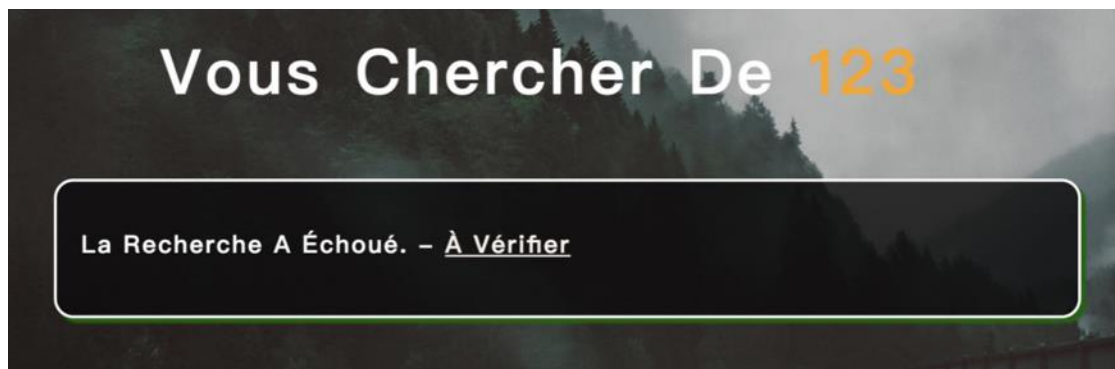 Vous Chercher De 123
La Recherche A Échoué. – À Vérifier